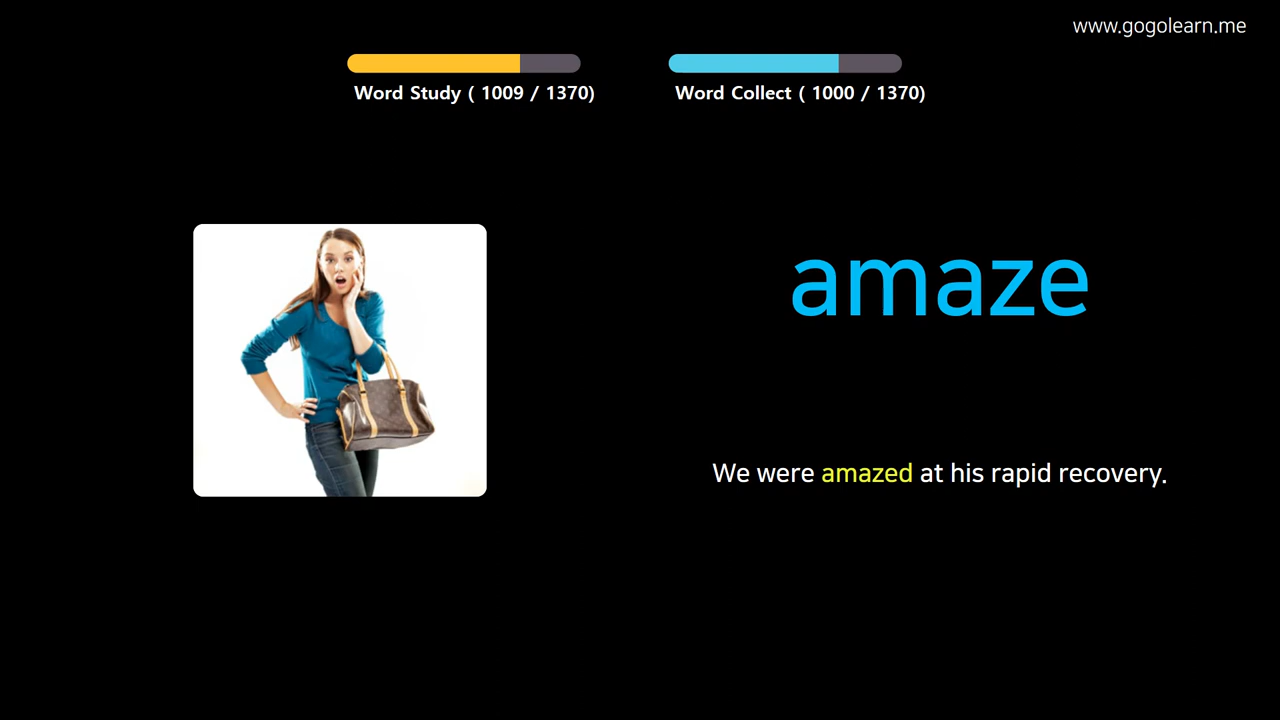 www.gogolearn.me
Word Study ( 1009 / 1370)
Word Collect ( 1000 / 1370)
amaze
We were amazed at his rapid recovery.